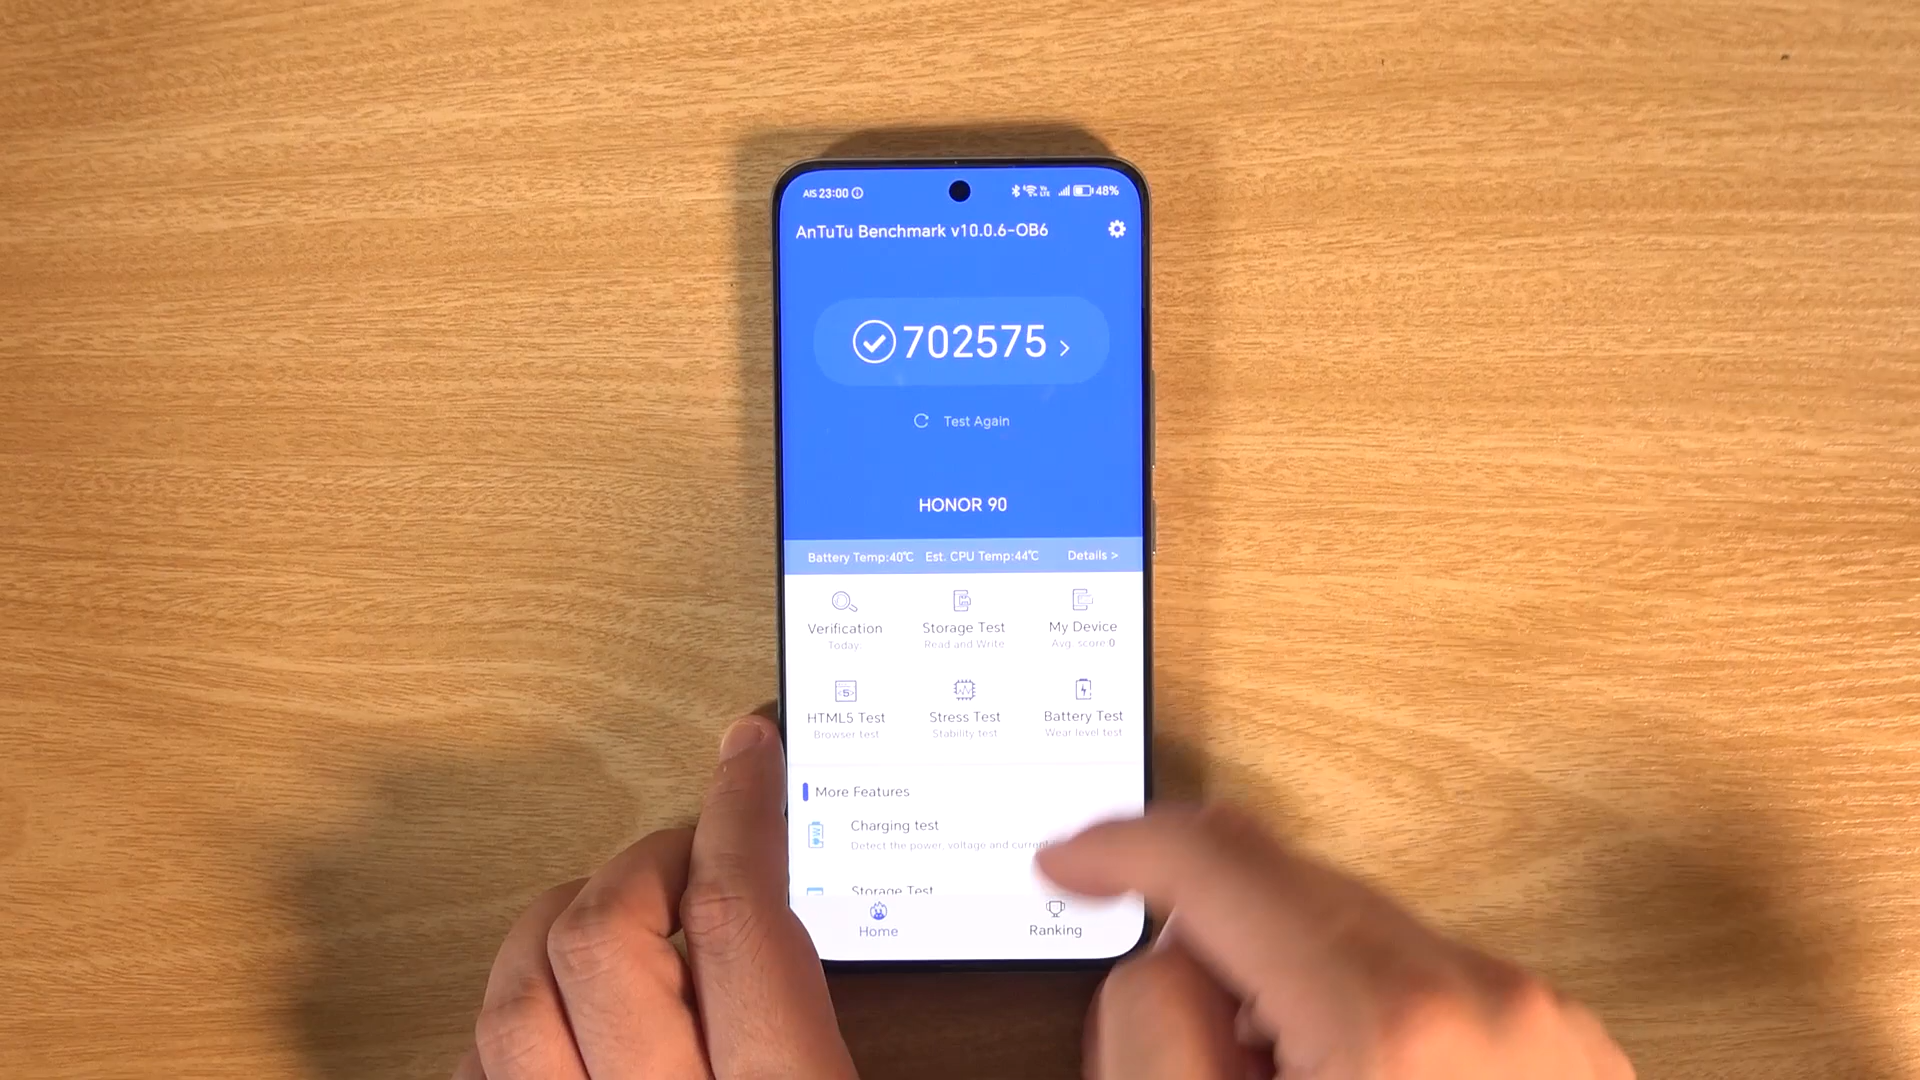 AIS 23:00 48%
AnTuTu Benchmark v10.0.6-OB6
702575 >
Test Again
HONOR 90
Battery Temp:40℃ Est. CPU Temp:44℃ Details >
Verification Storage Test My Device
Today. Read and Write Avg. score 0
HTML5 Test Stress Test Battery Test
Browser test Stability test Wear level test
More Features
Charging test
Detect the power, voltage and current
Storage Test
Home Ranking